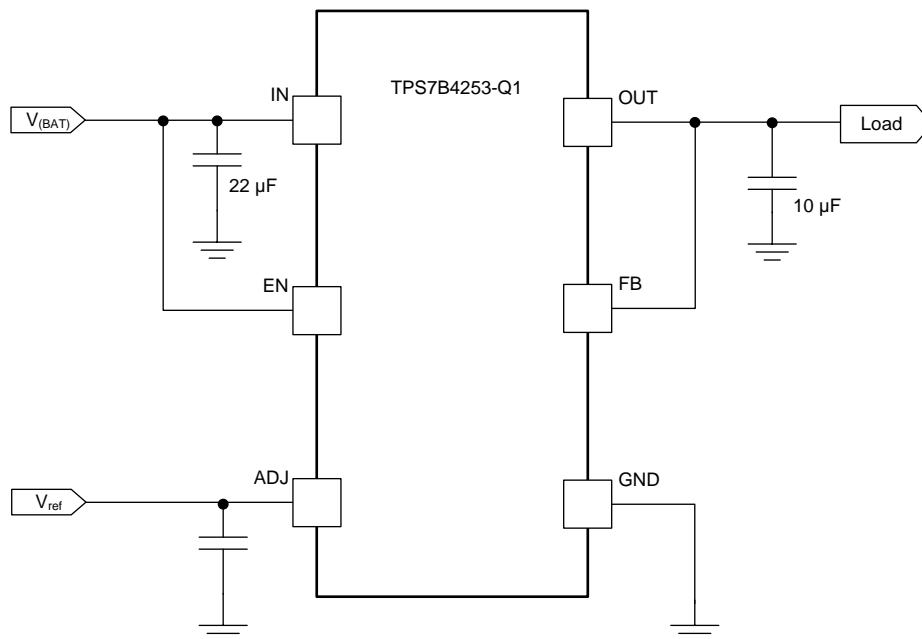 TPS7B4253-Q1
IN
OUT
V(BAT)
Load
22 µF
10 µF
EN
FB
ADJ
GND
Vref